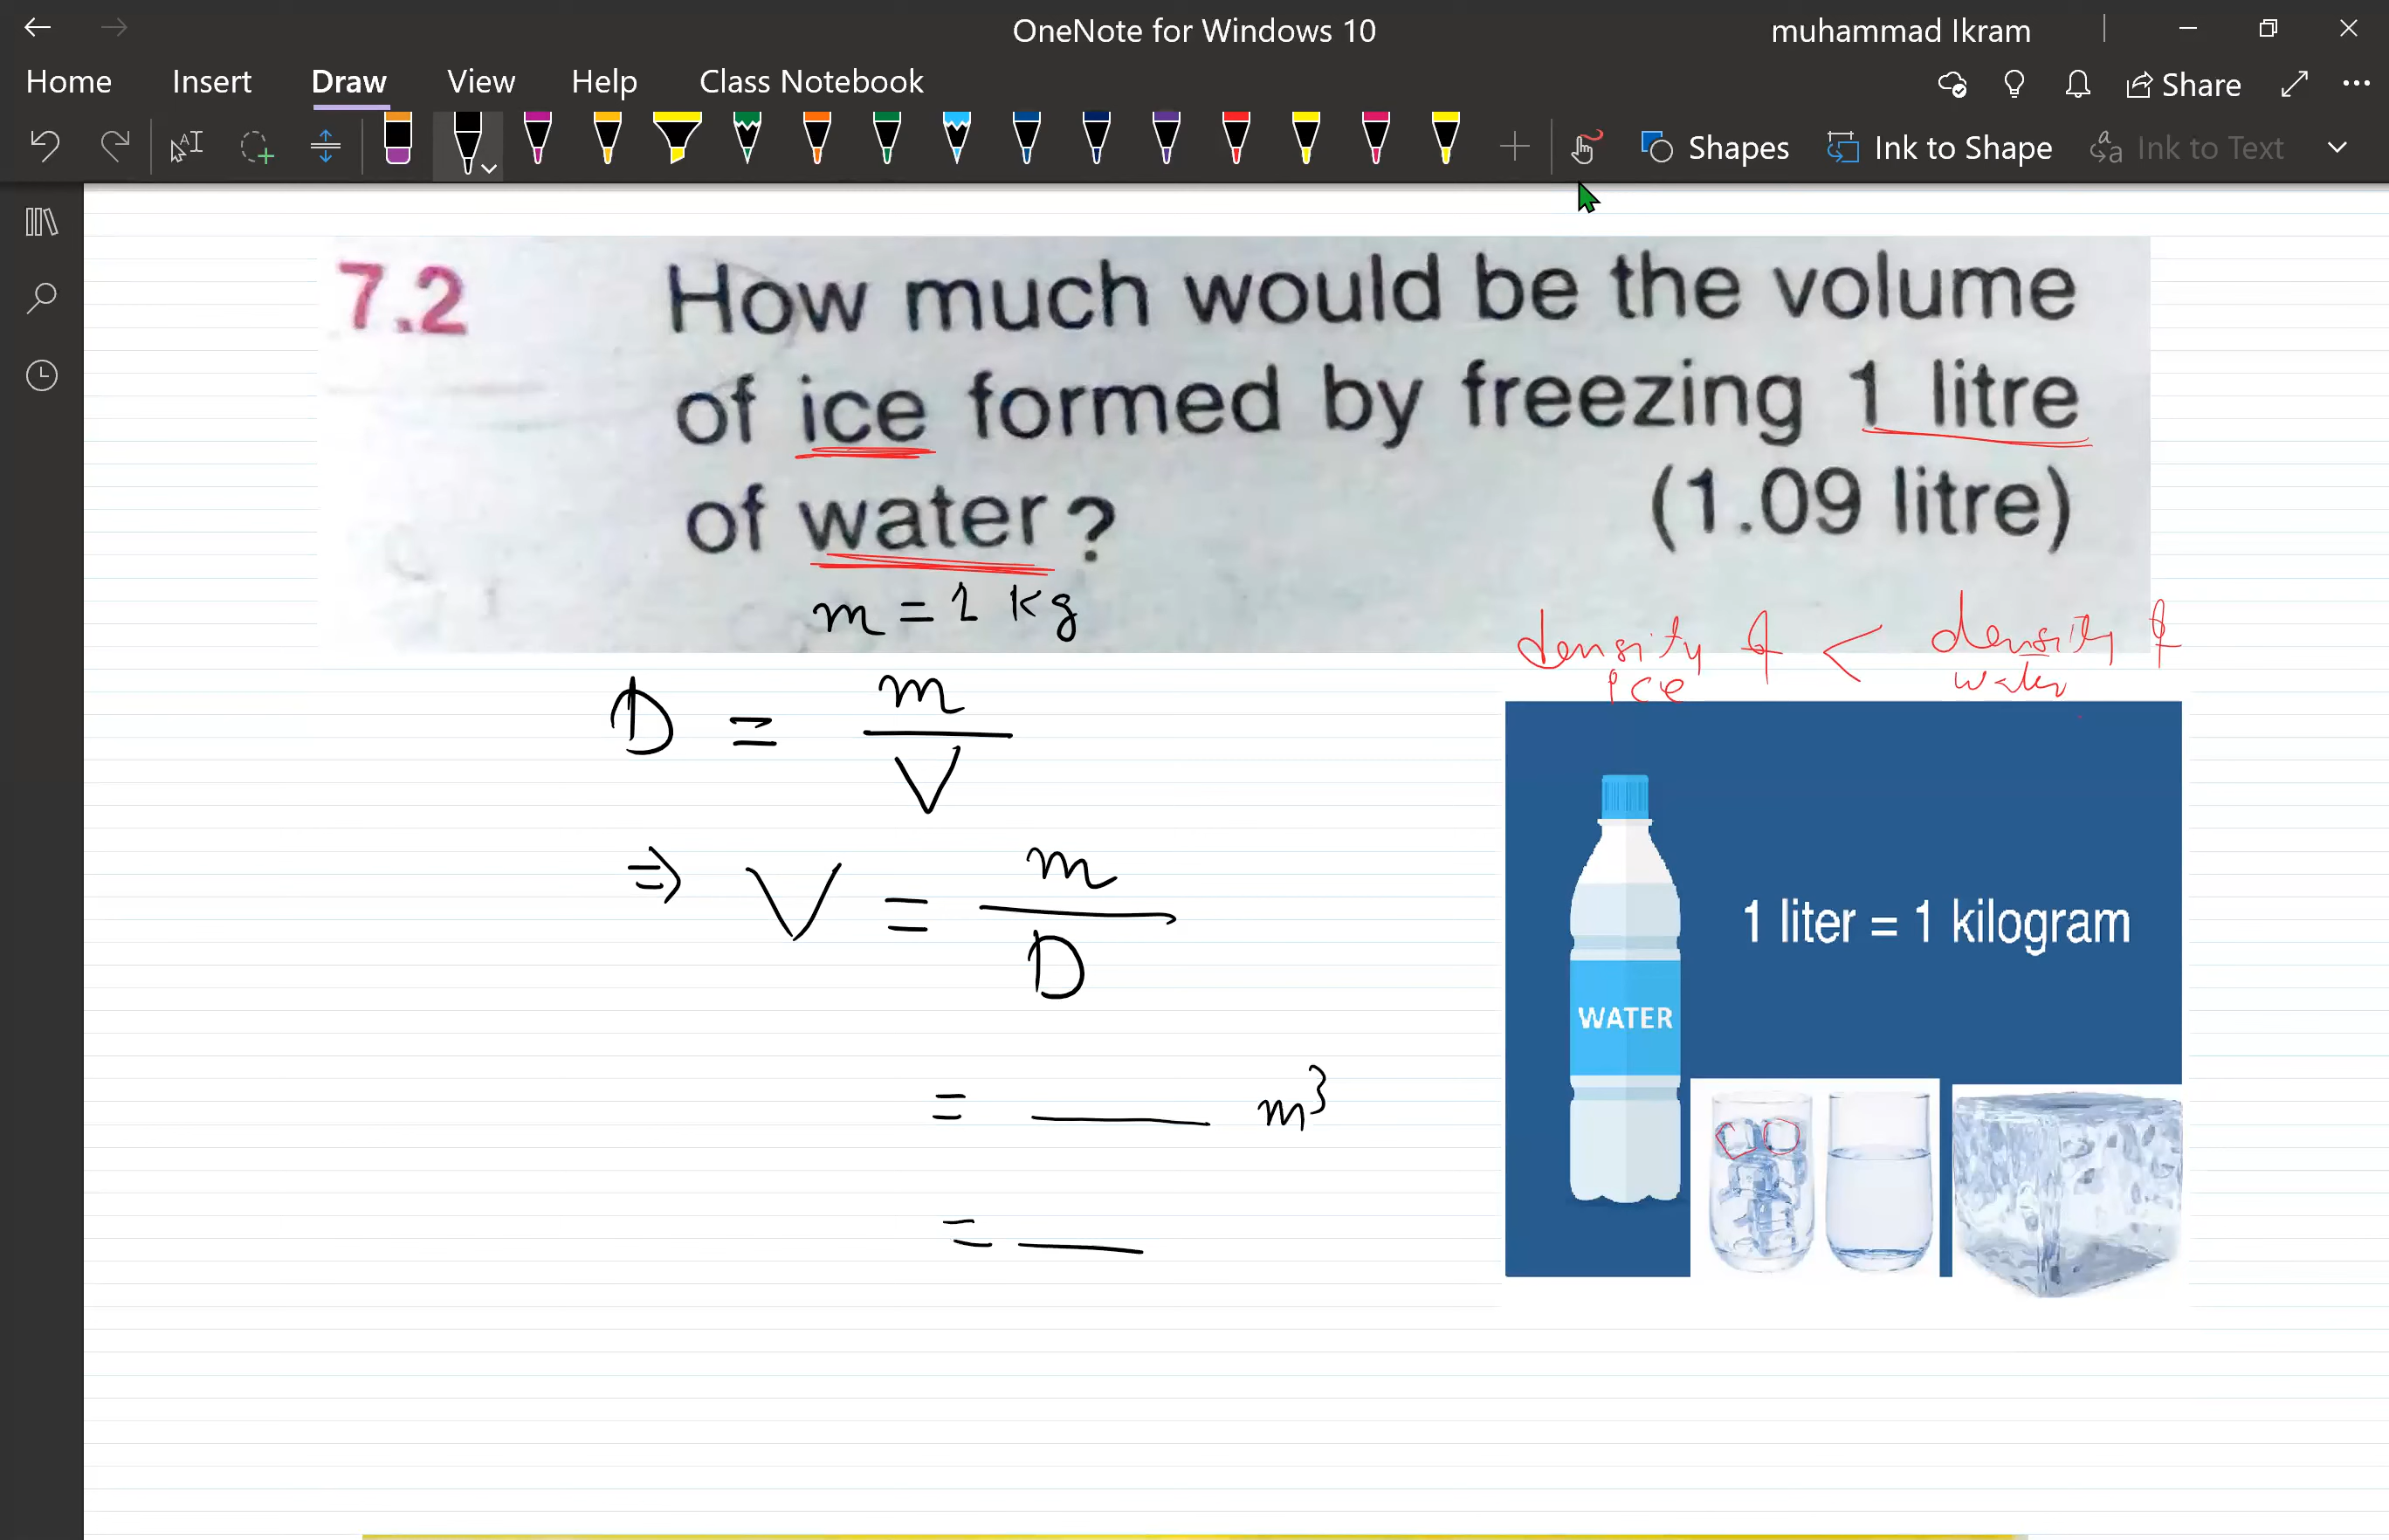 OneNote for Windows 10
muhammad Ikram
Home Insert Draw View Help Class Notebook
Share
Shapes Ink to Shape Ink to Text
7.2 How much would be the volume
of ice formed by freezing 1 litre
of water? (1.09 litre)
m = 1 kg
density of < density of
ice water
D = m
V
⇒ V = m
D
= ____ m³
= ____
1 liter = 1 kilogram
WATER